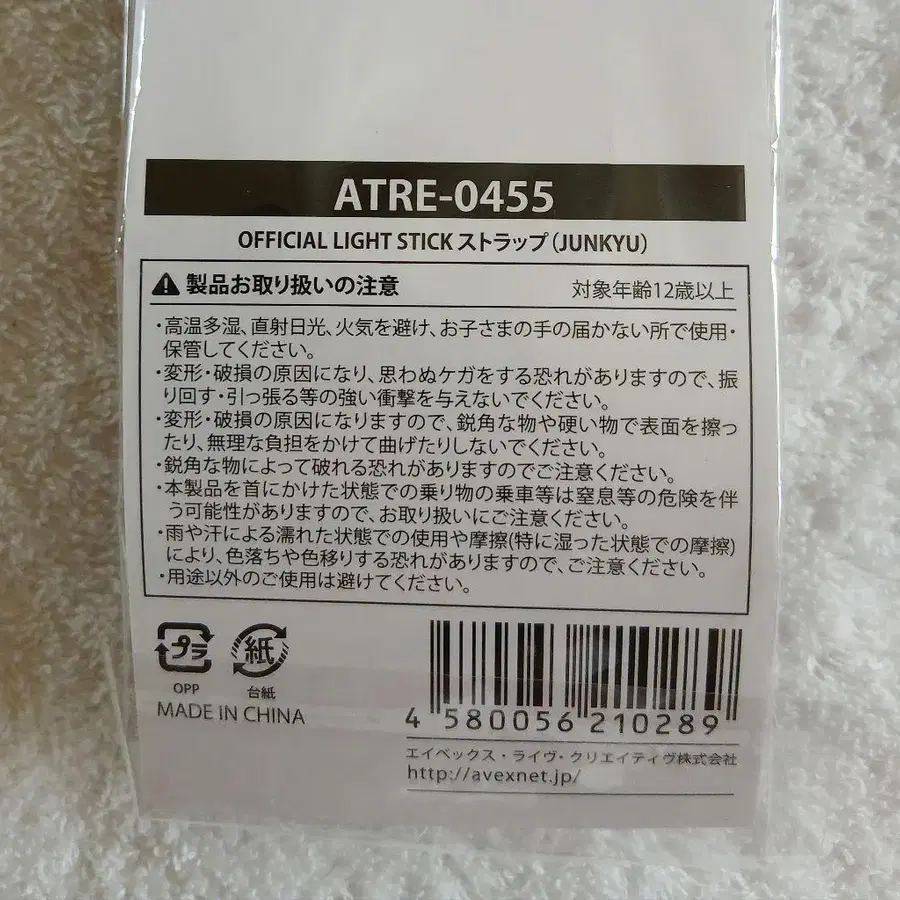 ATRE-0455
OFFICIAL LIGHT STICK ストラップ(JUNKYU)
製品お取り扱いの注意 対象年齢12歳以上
・高温多湿、直射日光、火気を避け、お子さまの手の届かない所で使用・
保管してください。
・変形・破損の原因になり、思わぬケガをする恐れがありますので、振
り回す・引っ張る等の強い衝撃を与えないでください。
・変形・破損の原因になりますので、鋭角な物や硬い物で表面を擦っ
たり、無理な負担をかけて曲げたりしないでください。
・鋭角な物によって破れる恐れがありますのでご注意ください。
・本製品を首にかけた状態での乗り物の乗車等は窒息等の危険を伴
う可能性がありますので、お取り扱いにご注意ください。
・雨や汗による濡れた状態での使用や摩擦(特に湿った状態での摩擦)
により、色落ちや色移りする恐れがありますので、ご注意ください。
・用途以外のご使用は避けてください。
プラ 紙
OPP 台紙
MADE IN CHINA
4 580056 210289
エイベックス・ライヴ・クリエイティヴ株式会社
http://avexnet.jp/